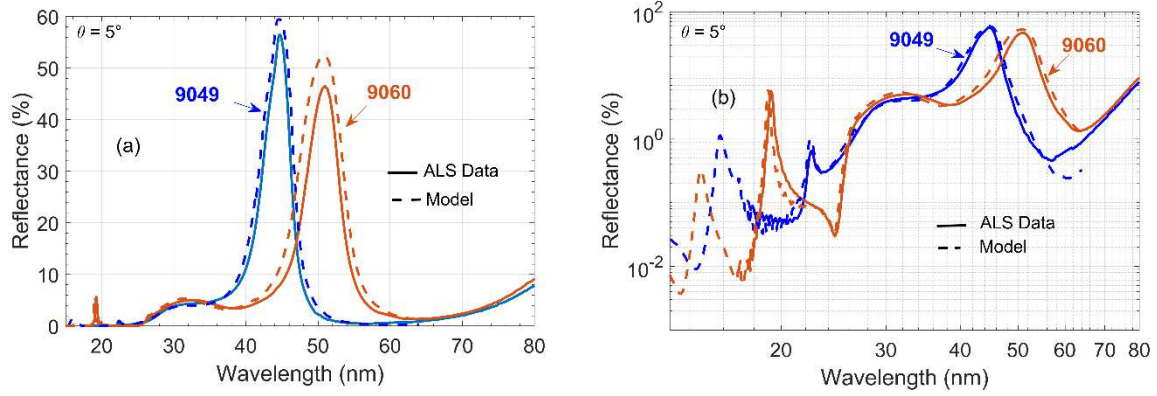 θ = 5°
9049
9060
(a)
ALS Data
Model
Reflectance (%)
60
50
40
30
20
10
0
20 30 40 50 60 70 80
Wavelength (nm)
θ = 5°
9049
9060
(b)
ALS Data
Model
Reflectance (%)
10²
10⁰
10⁻²
20 30 40 50 60 70 80
Wavelength (nm)